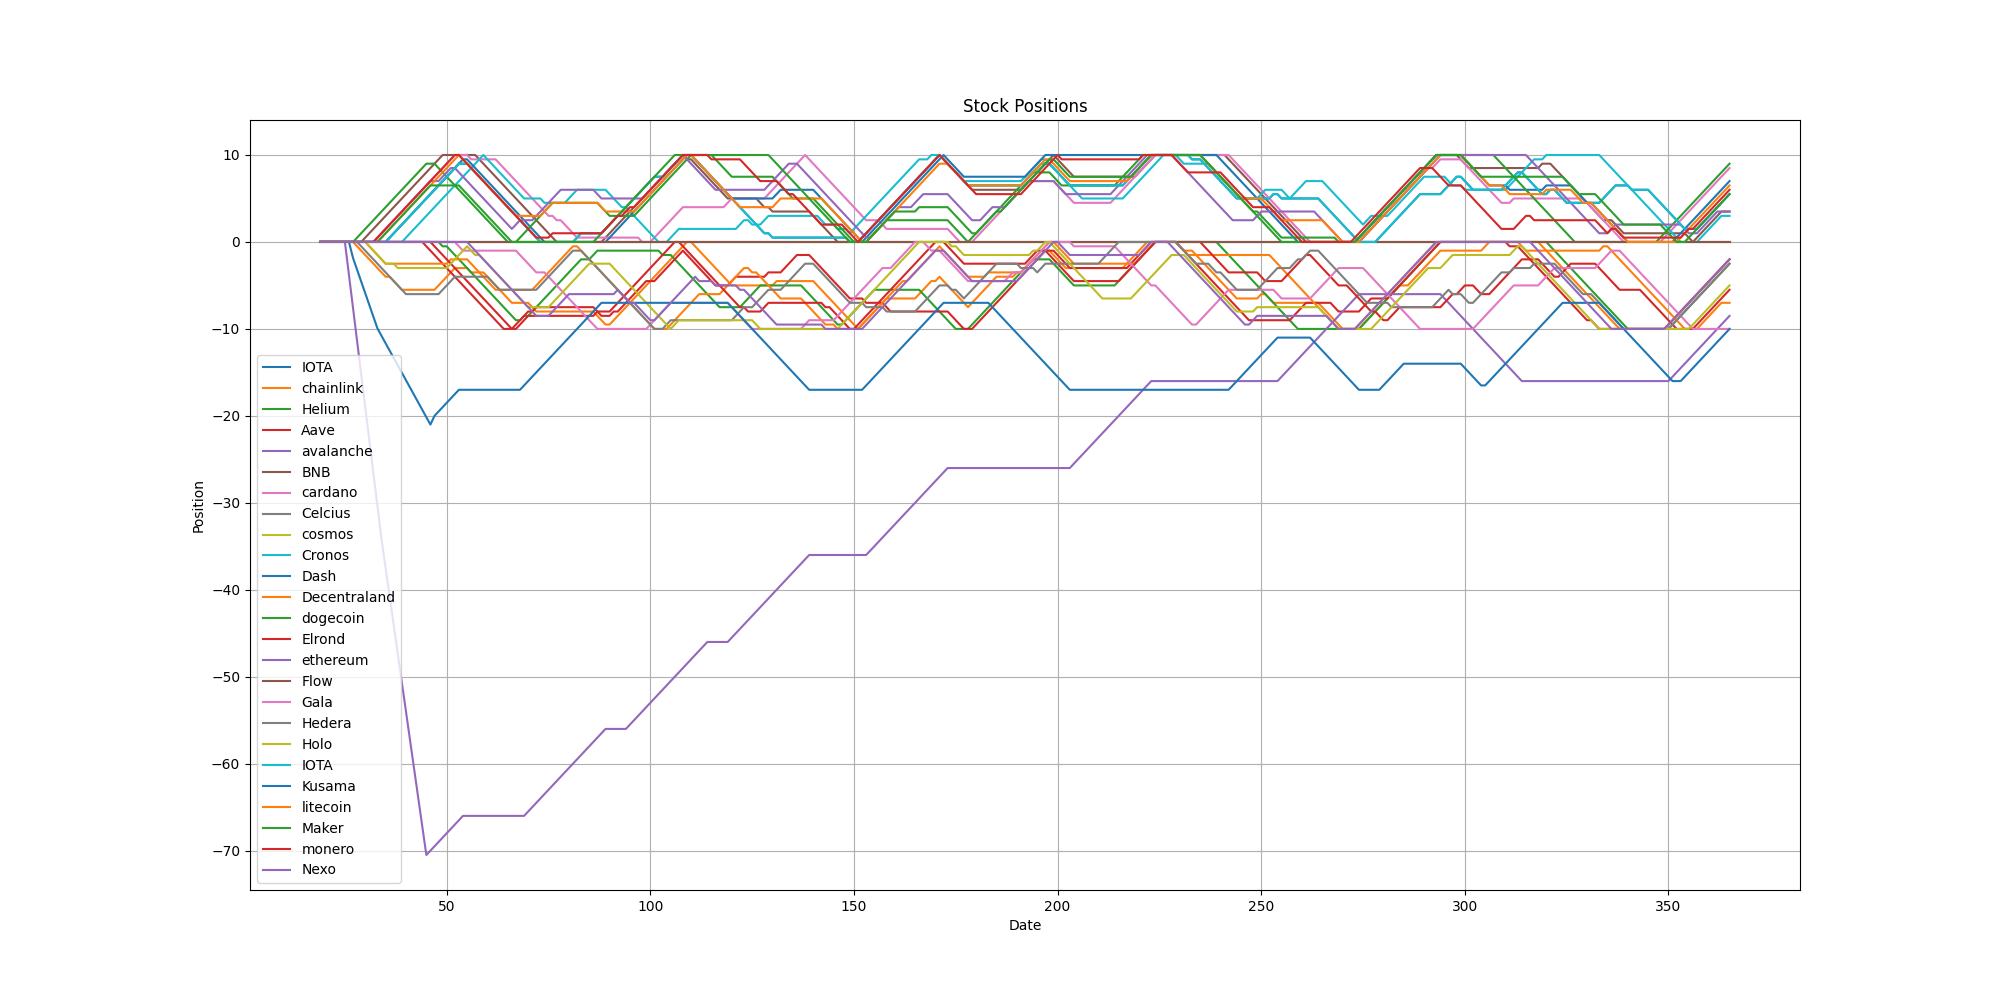 Stock Positions
10
0
−10
−20
−30
−40
−50
−60
−70
Position
IOTA
chainlink
Helium
Aave
avalanche
BNB
cardano
Celcius
cosmos
Cronos
Dash
Decentraland
dogecoin
Elrond
ethereum
Flow
Gala
Hedera
Holo
IOTA
Kusama
litecoin
Maker
monero
Nexo
50 100 150 200 250 300 350
Date